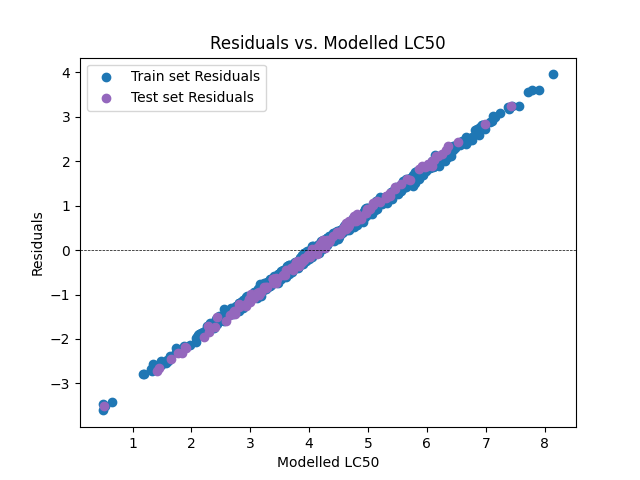 Residuals vs. Modelled LC50
Train set Residuals
Test set Residuals
4
3
2
1
0
−1
−2
−3
Residuals
1 2 3 4 5 6 7 8
Modelled LC50